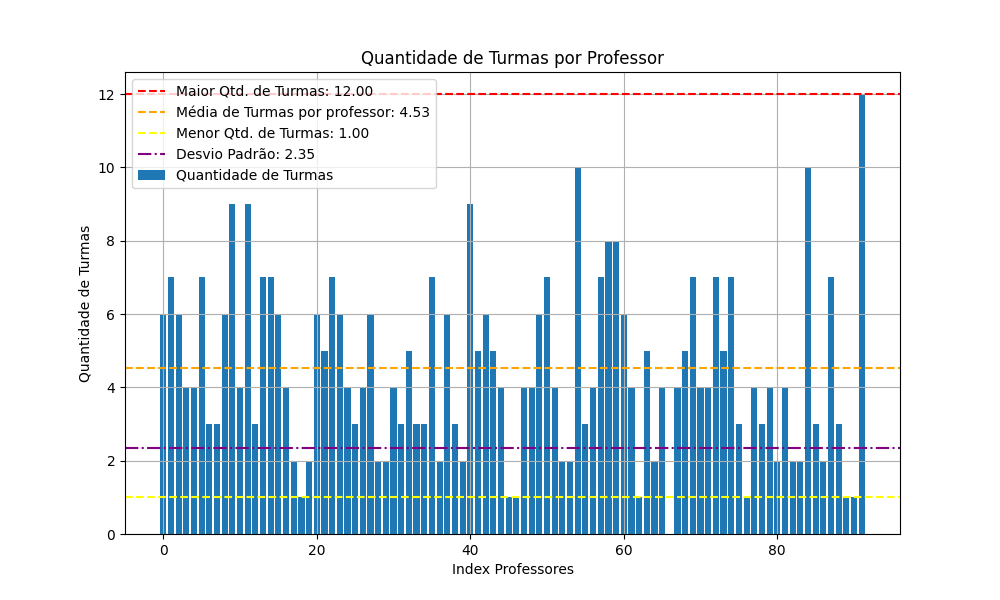 Quantidade de Turmas por Professor
Maior Qtd. de Turmas: 12.00
Média de Turmas por professor: 4.53
Menor Qtd. de Turmas: 1.00
Desvio Padrão: 2.35
Quantidade de Turmas
Quantidade de Turmas
12
10
8
6
4
2
0
0 20 40 60 80
Index Professores